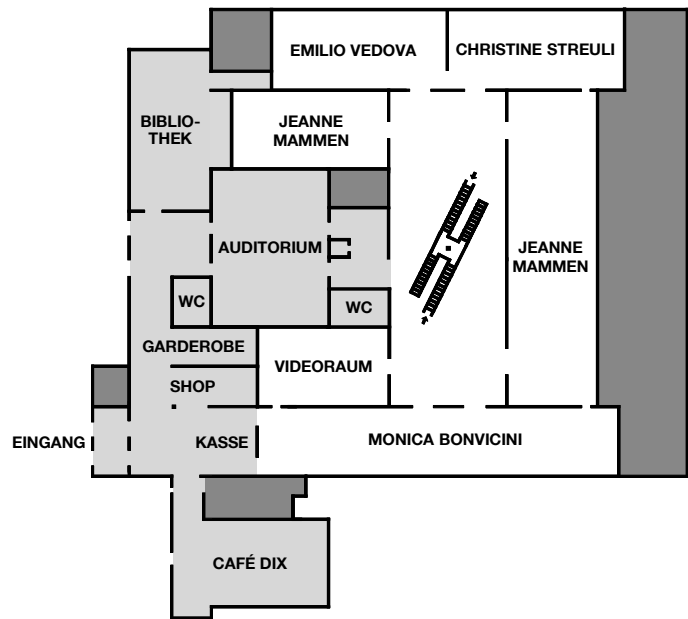 EMILIO VEDOVA
CHRISTINE STREULI
BIBLIO-
THEK
JEANNE
MAMMEN
AUDITORIUM
JEANNE
MAMMEN
WC
WC
GARDEROBE
VIDEORAUM
SHOP
EINGANG
KASSE
MONICA BONVICINI
CAFÉ DIX